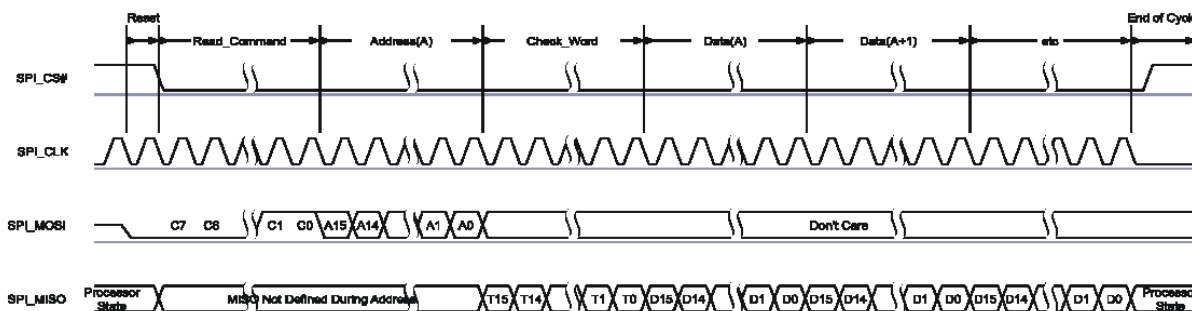 Reset
End of Cycle
Read_Command Address(A) Check_Word Data(A) Data(A+1) etc
SPI_CS#
SPI_CLK
SPI_MOSI C7 C6 C1 C0 A15 A14 A1 A0 Don't Care
SPI_MISO Processor State MISO Not Defined During Address T15 T14 T1 T0 D15 D14 D1 D0 D15 D14 D1 D0 D15 D14 D1 D0 Processor State